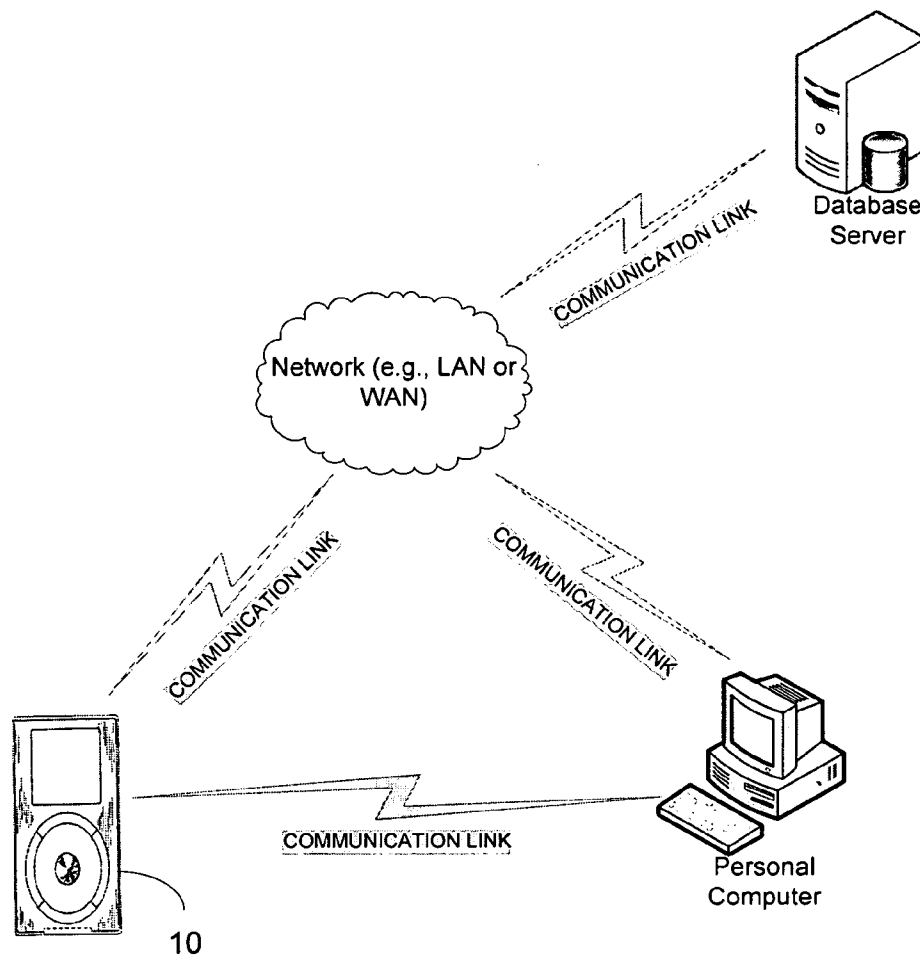 Database
Server
COMMUNICATION LINK
Network (e.g., LAN or
WAN)
COMMUNICATION LINK
COMMUNICATION LINK
COMMUNICATION LINK
Personal
Computer
10